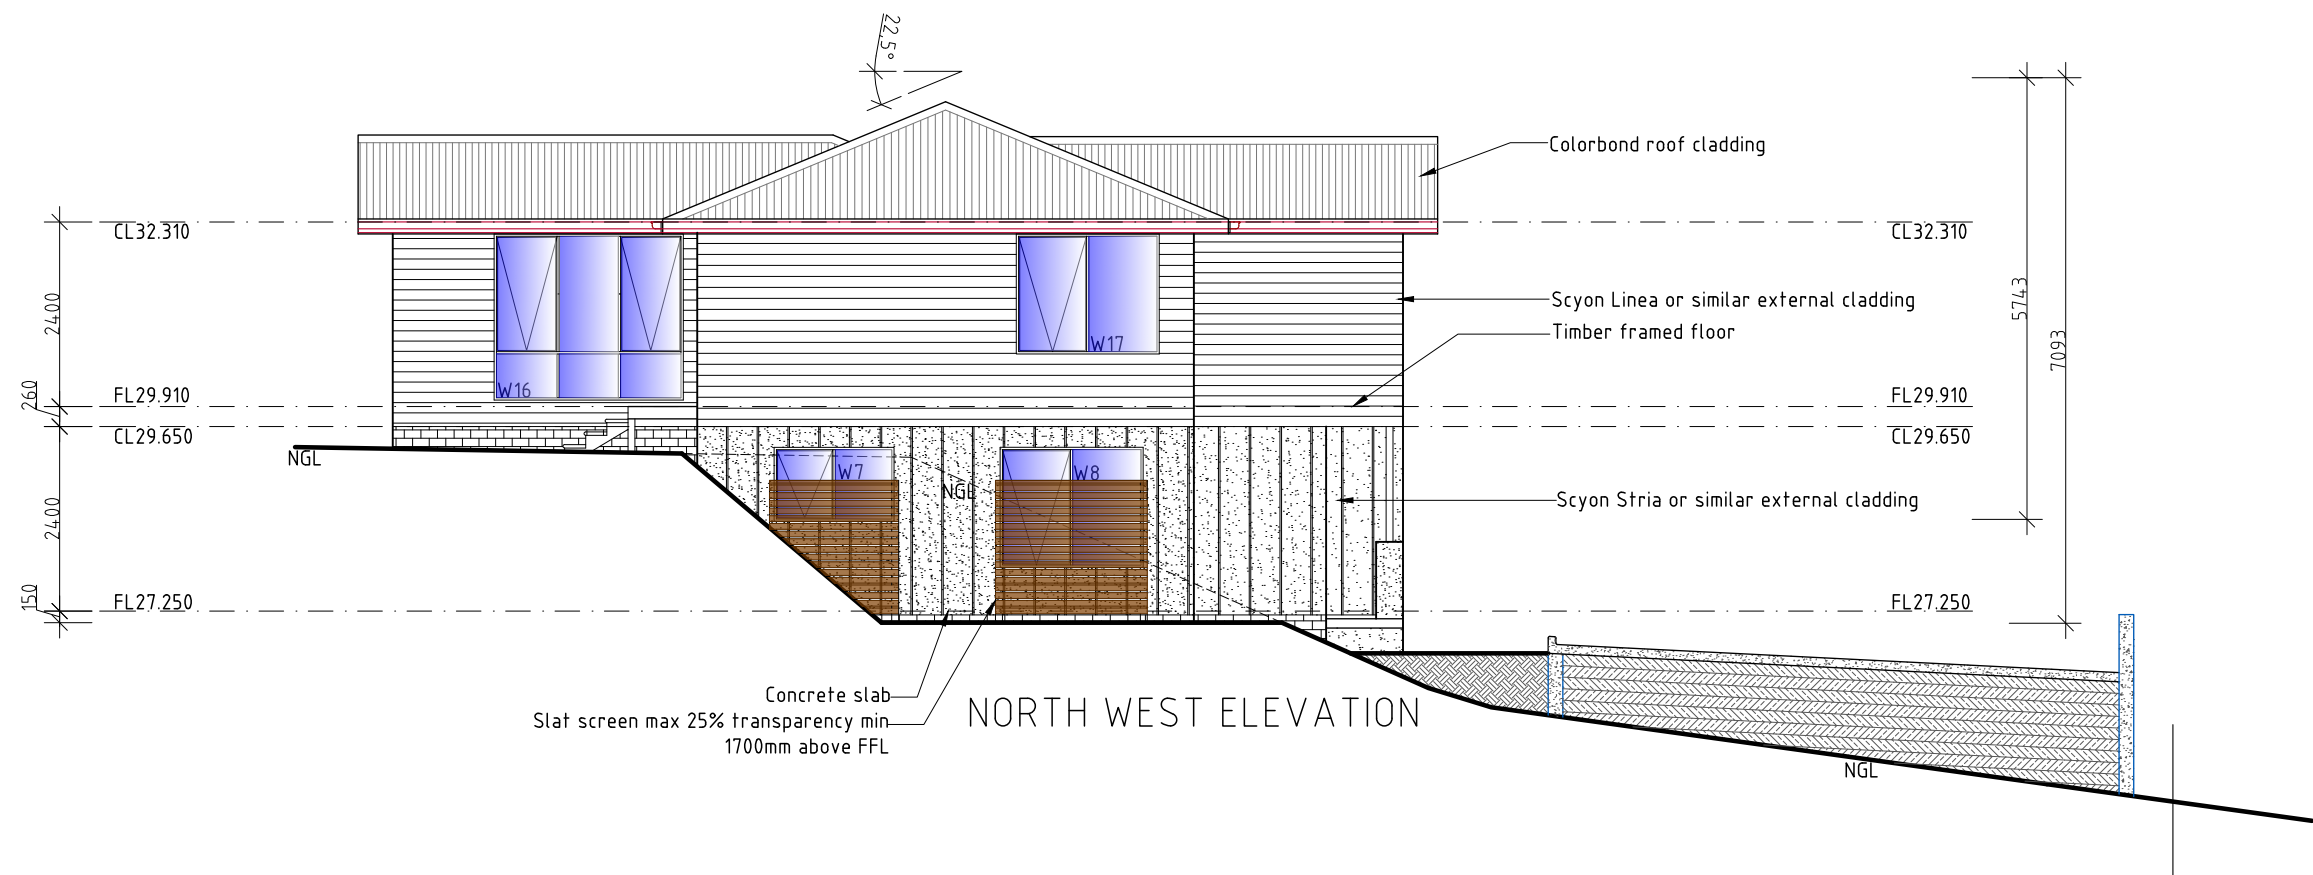 22.5°
Colorbond roof cladding
CL32.310
CL32.310
2400
Scyon Linea or similar external cladding
5743
Timber framed floor
W17
7093
W16
260
FL29.910
FL29.910
CL29.650
CL29.650
NGL
W7
W8
NGL
2400
Scyon Stria or similar external cladding
150
FL27.250
FL27.250
Concrete slab
Slat screen max 25% transparency min
1700mm above FFL
NORTH WEST ELEVATION
NGL